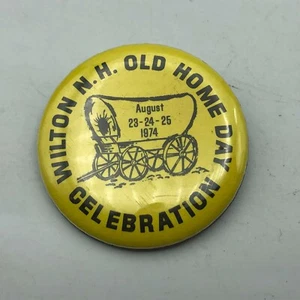 WILTON N.H. OLD HOME DAY
CELEBRATION
August
23-24-25
1974